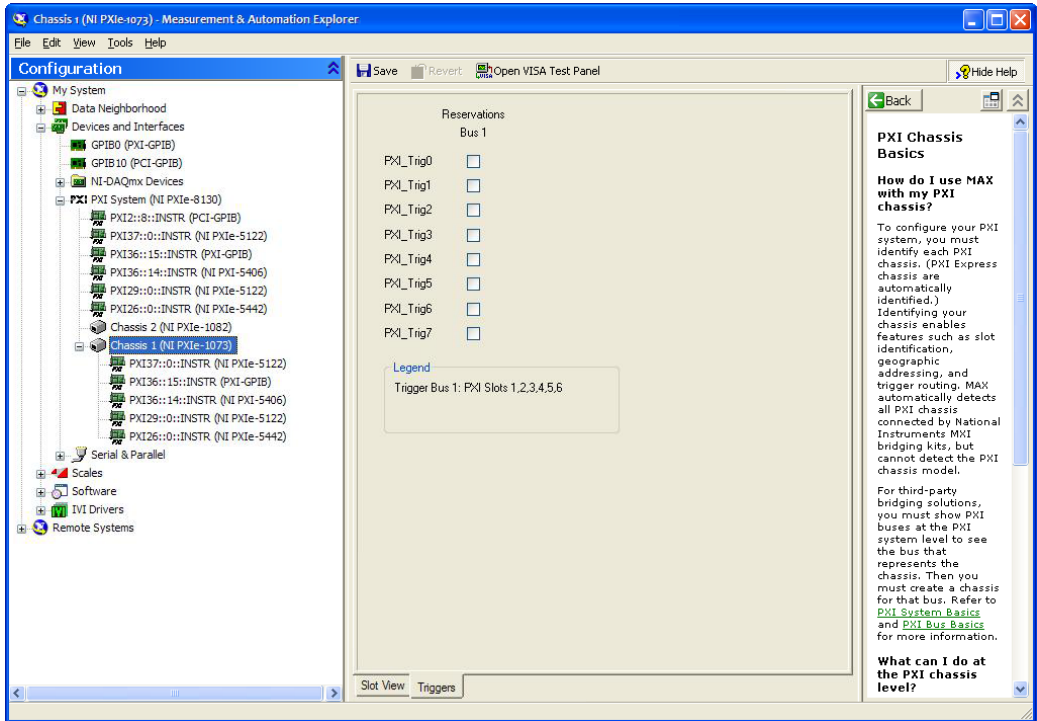 Chassis 1 (NI PXIe-1073) - Measurement & Automation Explorer
File Edit View Tools Help
Configuration
My System
Data Neighborhood
Devices and Interfaces
GPIB0 (PXI-GPIB)
GPIB10 (PCI-GPIB)
NI-DAQmx Devices
PXI PXI System (NI PXIe-8130)
PXI2::8::INSTR (PCI-GPIB)
PXI37::0::INSTR (NI PXIe-5122)
PXI36::15::INSTR (PXI-GPIB)
PXI36::14::INSTR (NI PXI-5406)
PXI29::0::INSTR (NI PXIe-5122)
PXI26::0::INSTR (NI PXIe-5442)
Chassis 2 (NI PXIe-1082)
Chassis 1 (NI PXIe-1073)
PXI37::0::INSTR (NI PXIe-5122)
PXI36::15::INSTR (PXI-GPIB)
PXI36::14::INSTR (NI PXI-5406)
PXI29::0::INSTR (NI PXIe-5122)
PXI26::0::INSTR (NI PXIe-5442)
Serial & Parallel
Scales
Software
IVI Drivers
Remote Systems
Save Revert Open VISA Test Panel
Hide Help
Reservations
Bus 1
PXI_Trig0
PXI_Trig1
PXI_Trig2
PXI_Trig3
PXI_Trig4
PXI_Trig5
PXI_Trig6
PXI_Trig7
Legend
Trigger Bus 1: PXI Slots 1,2,3,4,5,6
Slot View Triggers
Back
PXI Chassis
Basics
How do I use MAX
with my PXI
chassis?
To configure your PXI
system, you must
identify each PXI
chassis. (PXI Express
chassis are
automatically
identified.)
Identifying your
chassis enables
features such as slot
identification,
geographic
addressing, and
trigger routing. MAX
automatically detects
all PXI chassis
connected by National
Instruments MXI
bridging kits, but
cannot detect the PXI
chassis model.
For third-party
bridging solutions,
you must show PXI
buses at the PXI
system level to see
the bus that
represents the
chassis. Then you
must create a chassis
for that bus. Refer to
PXI System Basics
and PXI Bus Basics
for more information.
What can I do at
the PXI chassis
level?